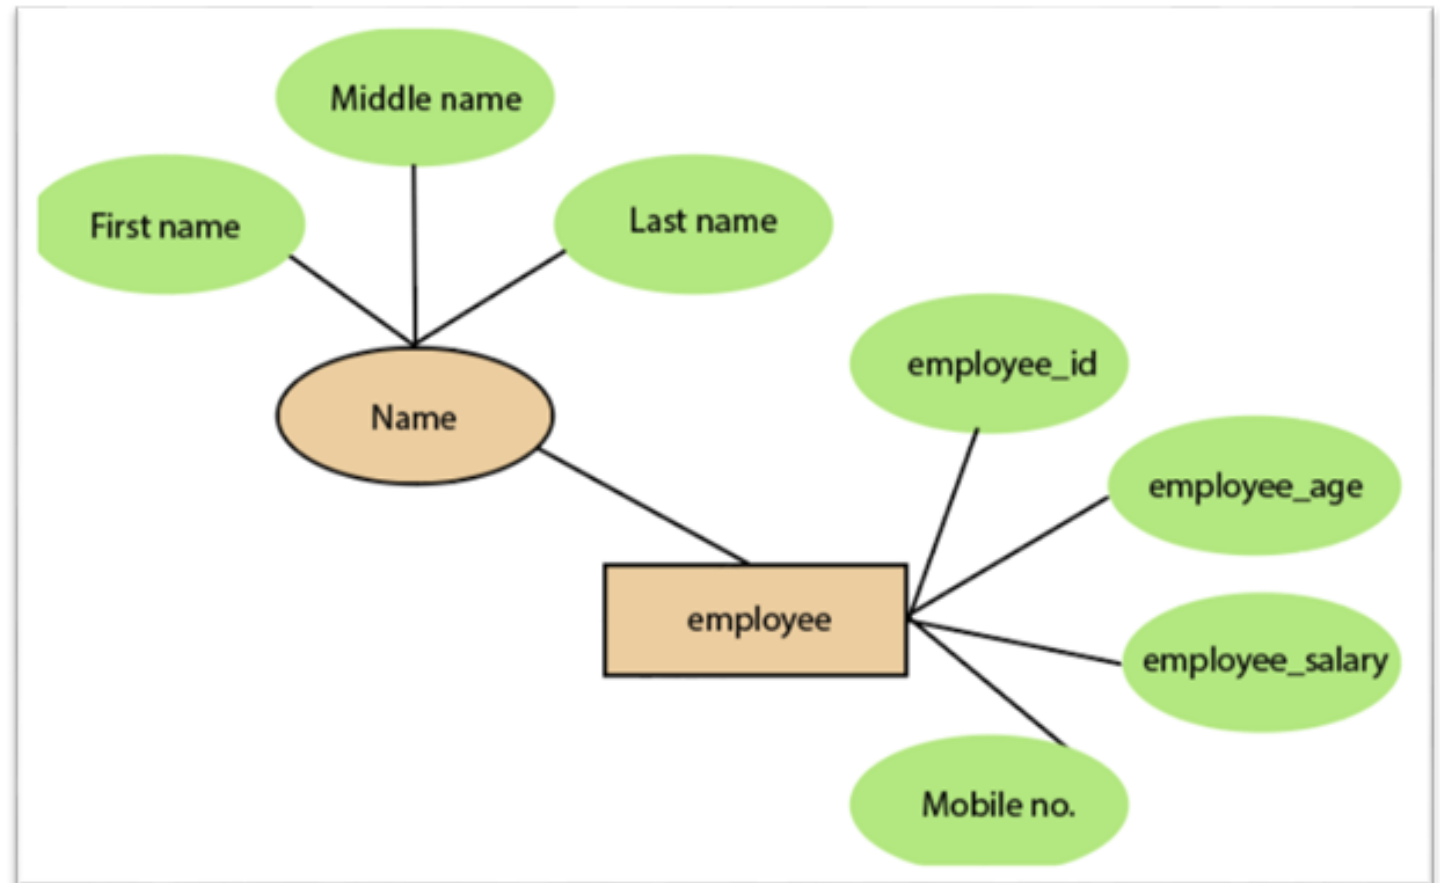 Middle name
First name
Last name
employee_id
Name
employee_age
employee
employee_salary
Mobile no.